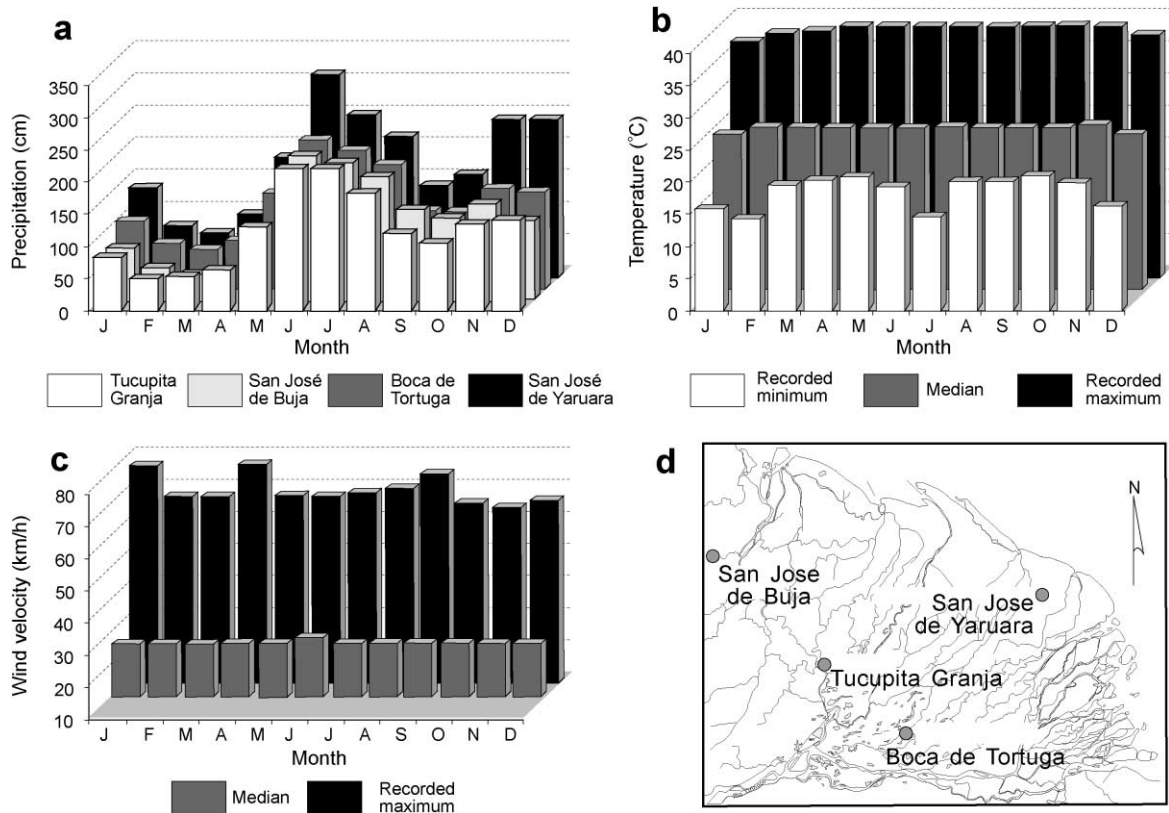 a
Precipitation (cm)
350
300
250
200
150
100
50
0
J F M A M J J A S O N D
Month
Tucupita
Granja
San José
de Buja
Boca de
Tortuga
San José
de Yaruara
b
Temperature (°C)
40
35
30
25
20
15
10
5
0
J F M A M J J A S O N D
Month
Recorded
minimum
Median
Recorded
maximum
c
Wind velocity (km/h)
80
70
60
50
40
30
20
10
J F M A M J J A S O N D
Month
Median
Recorded
maximum
d
N
San Jose
de Buja
San Jose
de Yaruara
Tucupita Granja
Boca de Tortuga